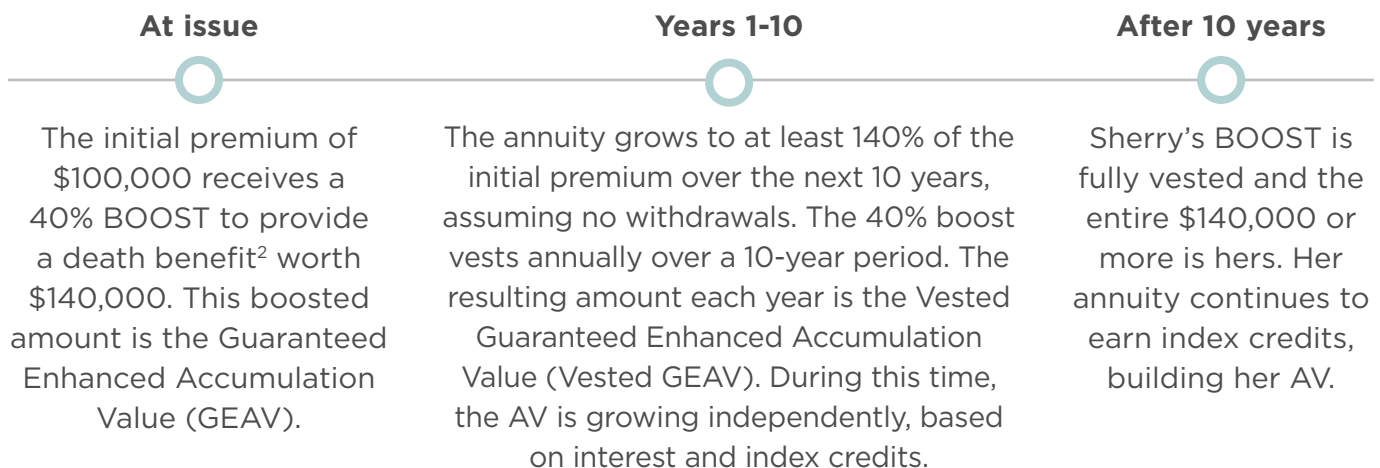 At issue
The initial premium of
$100,000 receives a
40% BOOST to provide
a death benefit² worth
$140,000. This boosted
amount is the Guaranteed
Enhanced Accumulation
Value (GEAV).
Years 1-10
The annuity grows to at least 140% of the
initial premium over the next 10 years,
assuming no withdrawals. The 40% boost
vests annually over a 10-year period. The
resulting amount each year is the Vested
Guaranteed Enhanced Accumulation
Value (Vested GEAV). During this time,
the AV is growing independently, based
on interest and index credits.
After 10 years
Sherry’s BOOST is
fully vested and the
entire $140,000 or
more is hers. Her
annuity continues to
earn index credits,
building her AV.